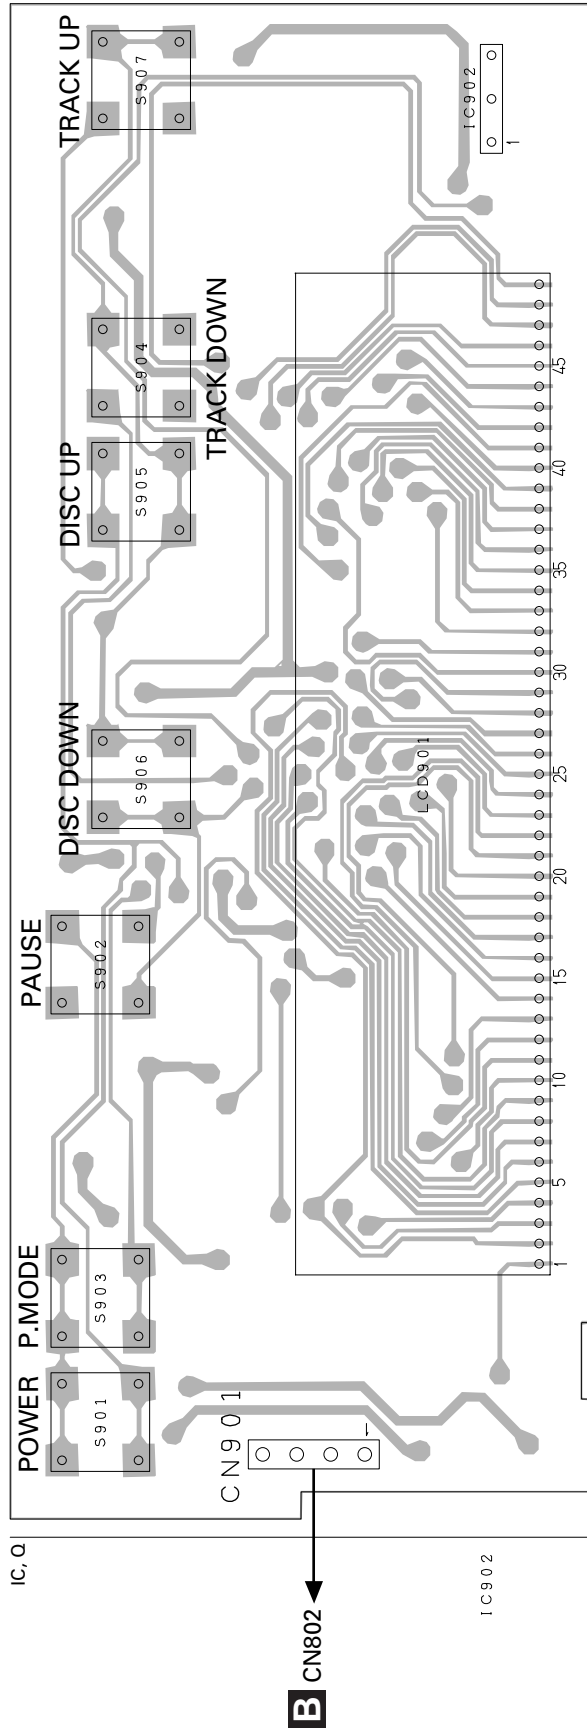 IC, Q
IC902
B CN802
POWER
P.MODE
PAUSE
DISC DOWN
DISC UP
TRACK UP
TRACK DOWN
S901
S903
S902
S906
S905
S904
S907
CN901
1
IC902
1
LCD901
1
5
10
15
20
25
30
35
40
45